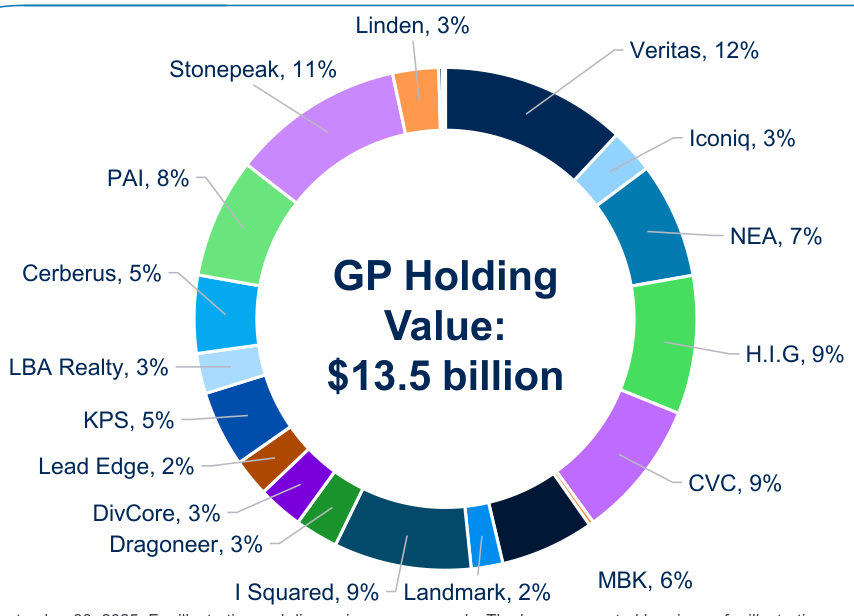 Linden, 3%
Veritas, 12%
Stonepeak, 11%
Iconiq, 3%
PAI, 8%
NEA, 7%
GP Holding
Value:
$13.5 billion
Cerberus, 5%
H.I.G, 9%
LBA Realty, 3%
KPS, 5%
Lead Edge, 2%
CVC, 9%
DivCore, 3%
Dragoneer, 3%
MBK, 6%
I Squared, 9%
Landmark, 2%